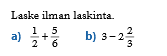 Laske ilman laskinta.
a) 1/2 + 5/6 b) 3 − 2 2/3